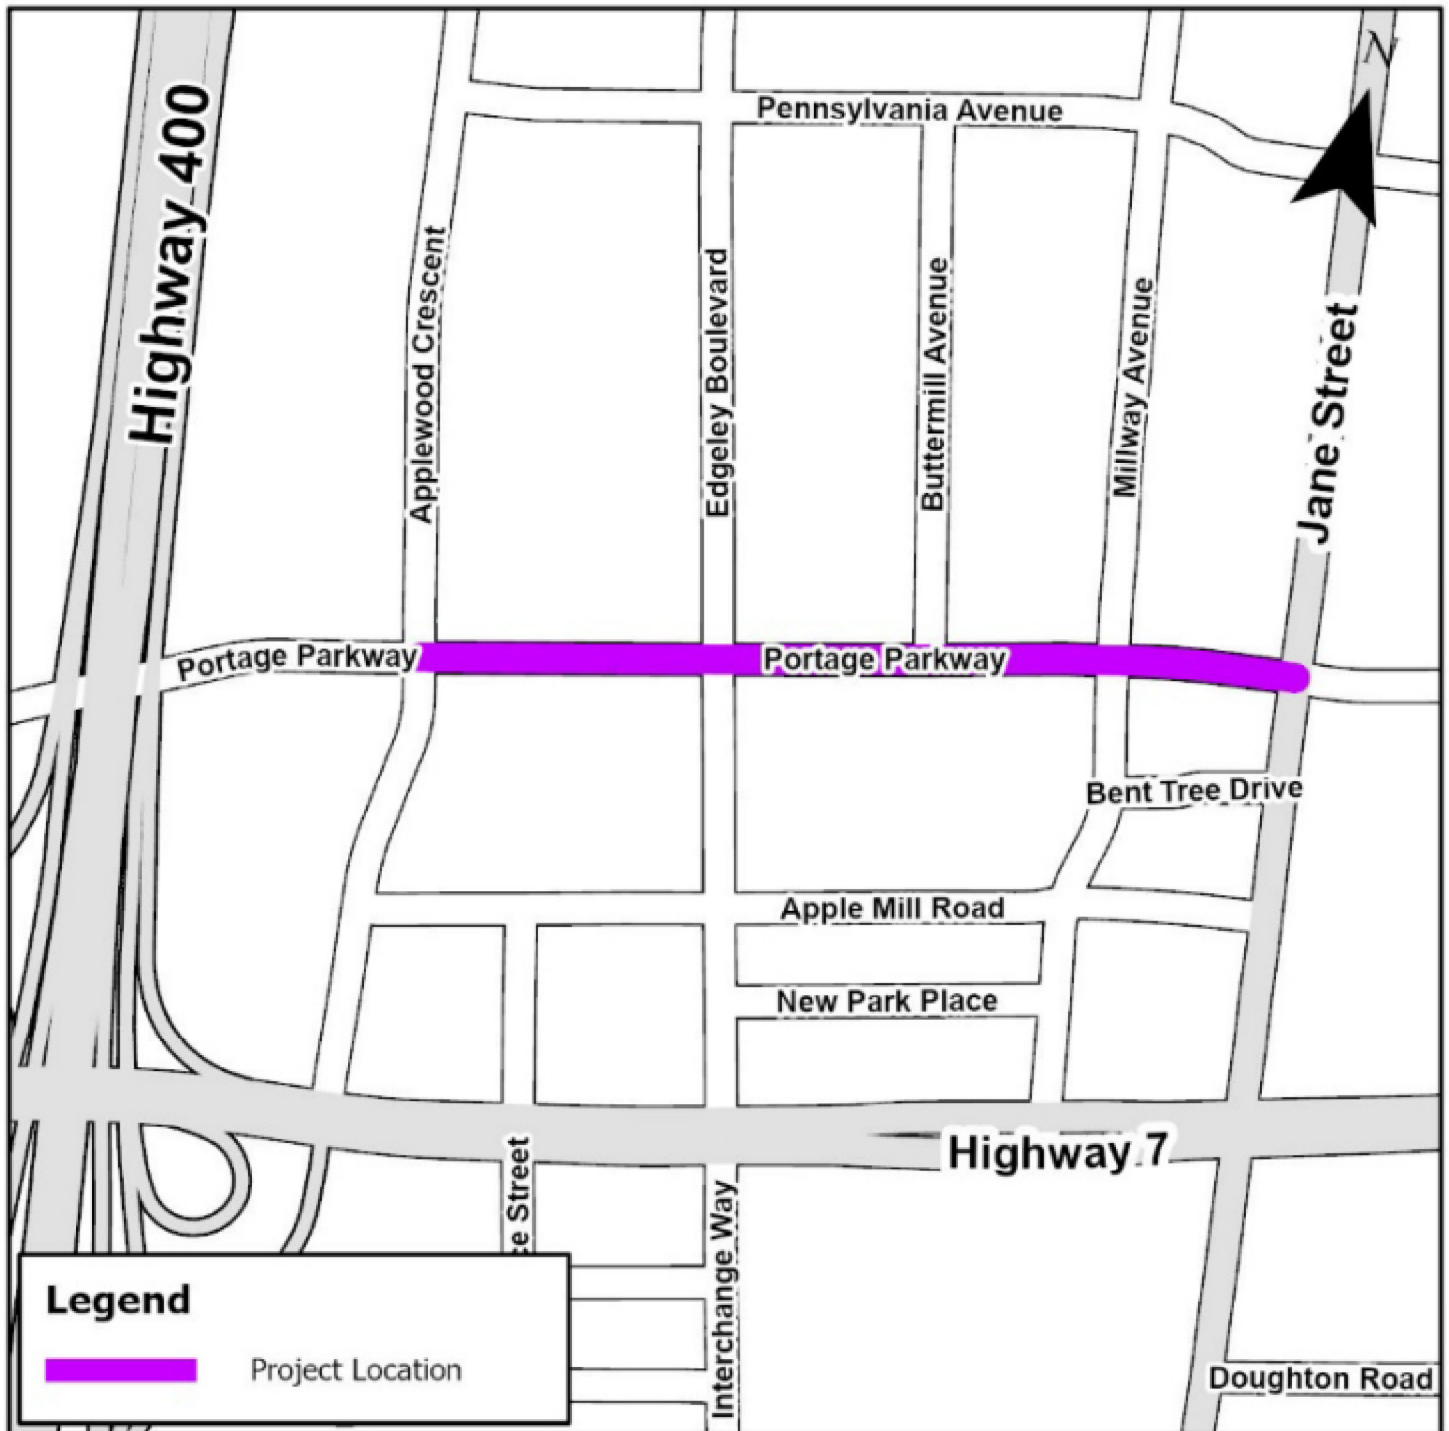 N
Pennsylvania Avenue
Highway 400
Applewood Crescent
Edgeley Boulevard
Buttermill Avenue
Millway Avenue
Jane Street
Portage Parkway
Portage Parkway
Bent Tree Drive
Apple Mill Road
New Park Place
Highway 7
ce Street
Interchange Way
Legend
Project Location
Doughton Road